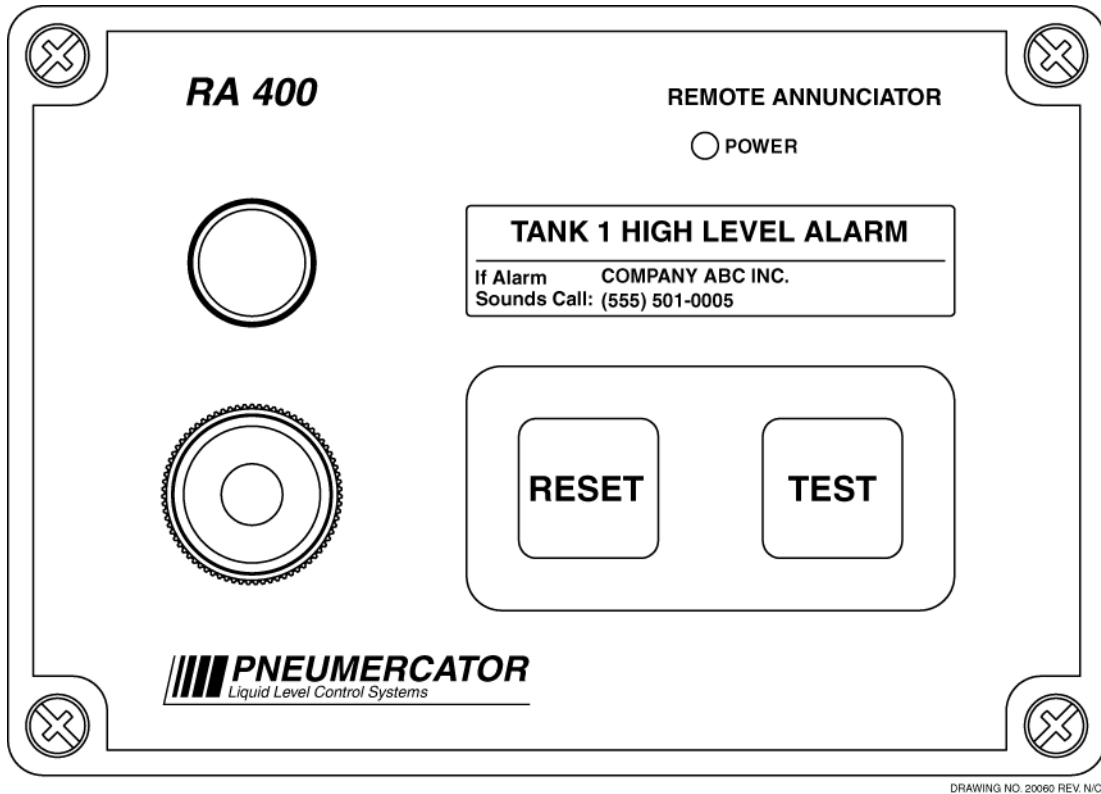 RA 400
REMOTE ANNUNCIATOR
POWER
TANK 1 HIGH LEVEL ALARM
If Alarm COMPANY ABC INC.
Sounds Call: (555) 501-0005
RESET TEST
PNEUMERCATOR
Liquid Level Control Systems
DRAWING NO. 20060 REV. N/C